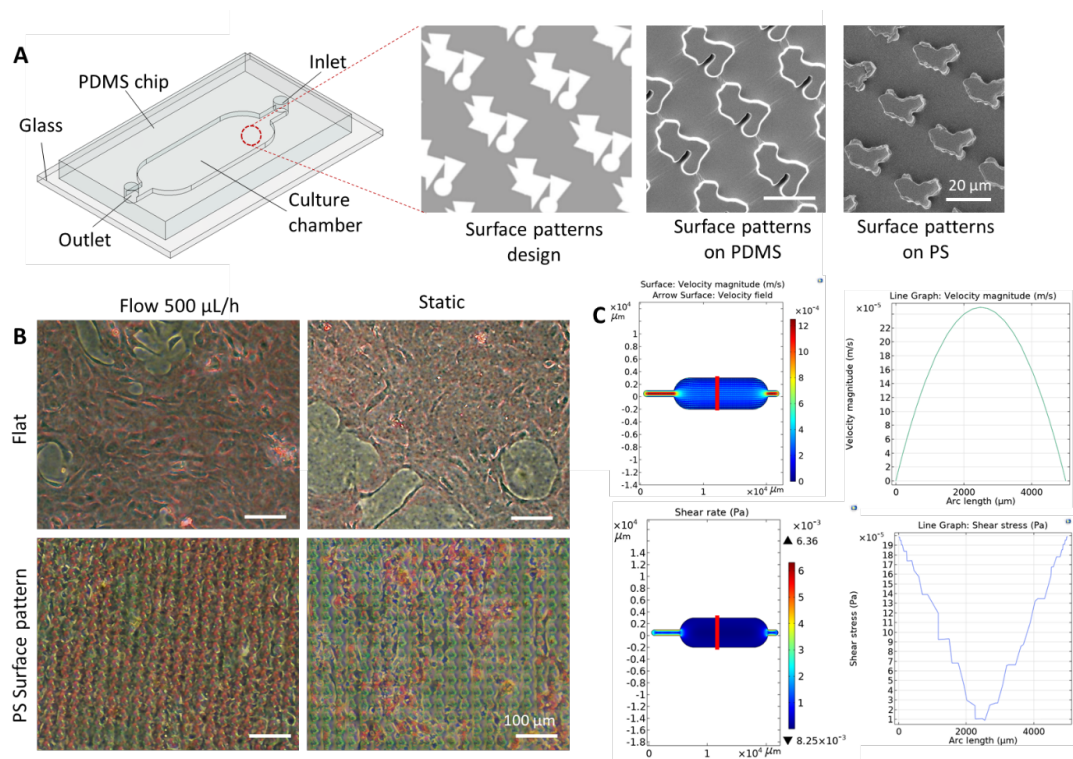 A
PDMS chip
Inlet
Glass
Culture
chamber
Outlet
Surface patterns
design
Surface patterns
on PDMS
20 µm
Surface patterns
on PS
B
Flow 500 µL/h
Static
Flat
PS Surface pattern
100 µm
C
Surface: Velocity magnitude (m/s)
Arrow Surface: Velocity field
×10⁴
µm
1
0.8
0.6
0.4
0.2
0
-0.2
-0.4
-0.6
-0.8
-1
-1.2
-1.4
1
×10⁴ µm
×10⁻⁴
12
10
8
6
4
2
0
Line Graph: Velocity magnitude (m/s)
×10⁻⁵
Velocity magnitude (m/s)
20
15
10
5
0
0
2000
4000
Arc length (µm)
Shear rate (Pa)
×10⁴
µm
1.4
1.2
1
0.8
0.6
0.4
0.2
0
-0.2
-0.4
-0.6
-0.8
-1
-1.2
-1.4
-1.6
-1.8
1
×10⁴ µm
×10⁻³
▲ 6.36
6
5
4
3
2
1
0
▼ 8.25×10⁻³
Line Graph: Shear stress (Pa)
×10⁻⁵
Shear stress (Pa)
19
18
17
16
15
14
13
12
11
10
9
8
7
6
5
4
3
2
1
0
2000
4000
Arc length (µm)